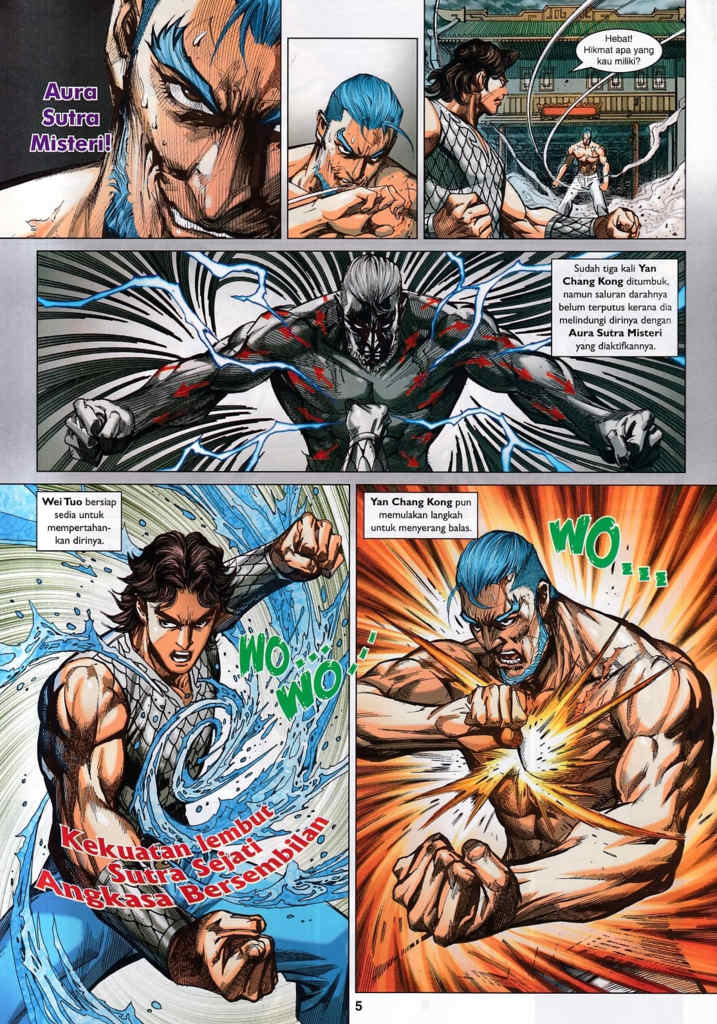 Aura
Sutra
Misteri!
Hebat!
Hikmat apa yang
kau miliki?
Sudah tiga kali Yan
Chang Kong ditumbuk,
namun saluran darahnya
belum terputus kerana dia
melindungi dirinya dengan
Aura Sutra Misteri
yang diaktifkannya.
Wei Tuo bersiap
sedia untuk
mempertahan-
kan dirinya.
WO...
WO...
Kekuatan lembut
Sutra Sejati
Angkasa Bersembilan
Yan Chang Kong pun
memulakan langkah
untuk menyerang balas.
WO...
5